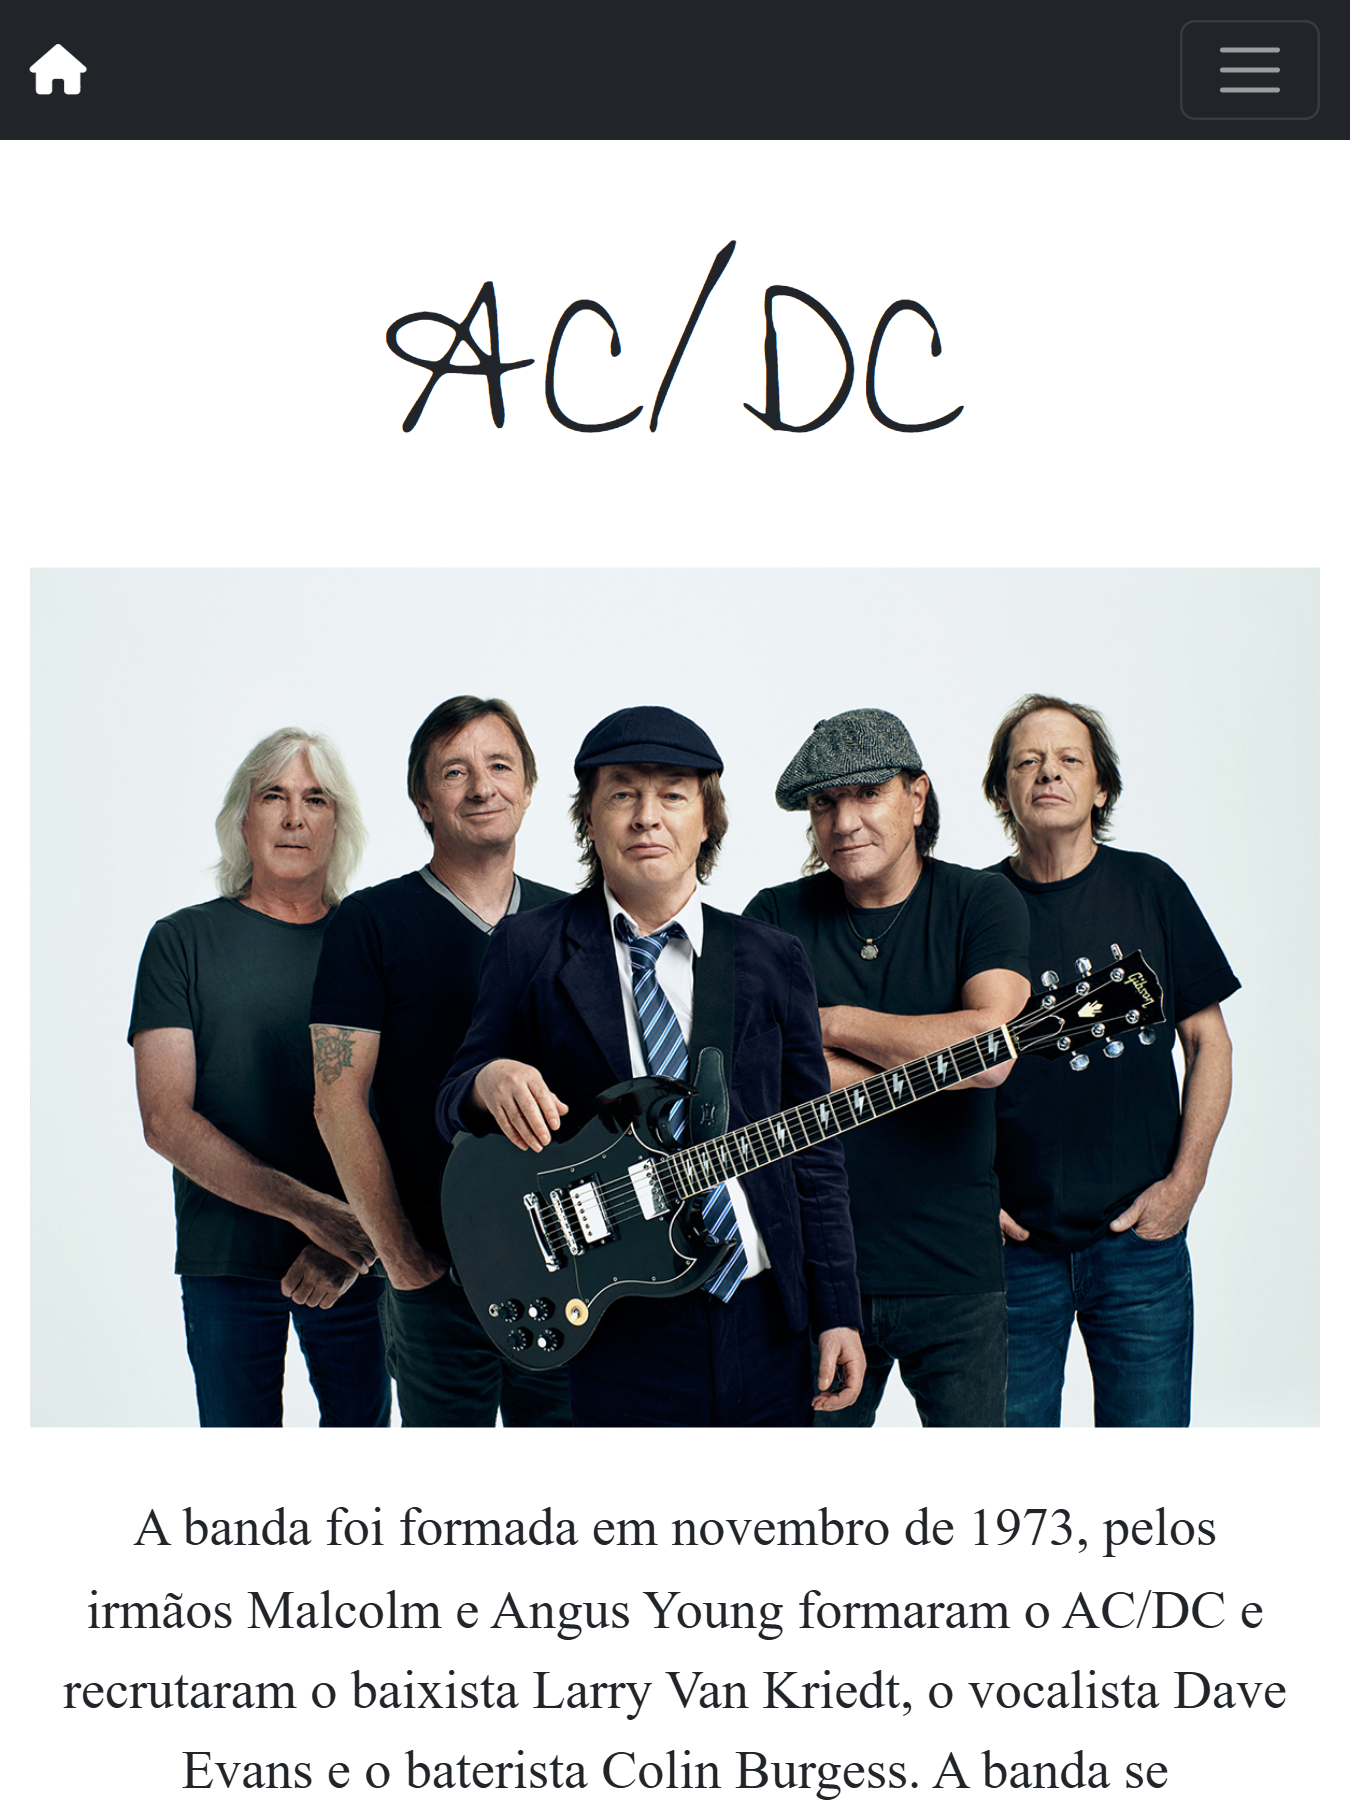 AC/DC
Gibson
A banda foi formada em novembro de 1973, pelos
irmãos Malcolm e Angus Young formaram o AC/DC e
recrutaram o baixista Larry Van Kriedt, o vocalista Dave
Evans e o baterista Colin Burgess. A banda se